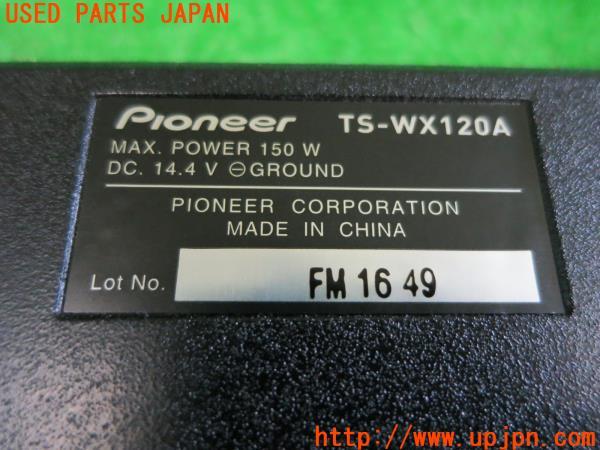 USED PARTS JAPAN
Pioneer TS-WX120A
MAX. POWER 150 W
DC. 14.4 V ⊖GROUND
PIONEER CORPORATION
MADE IN CHINA
Lot No. FM 16 49
http://www.upjpn.com